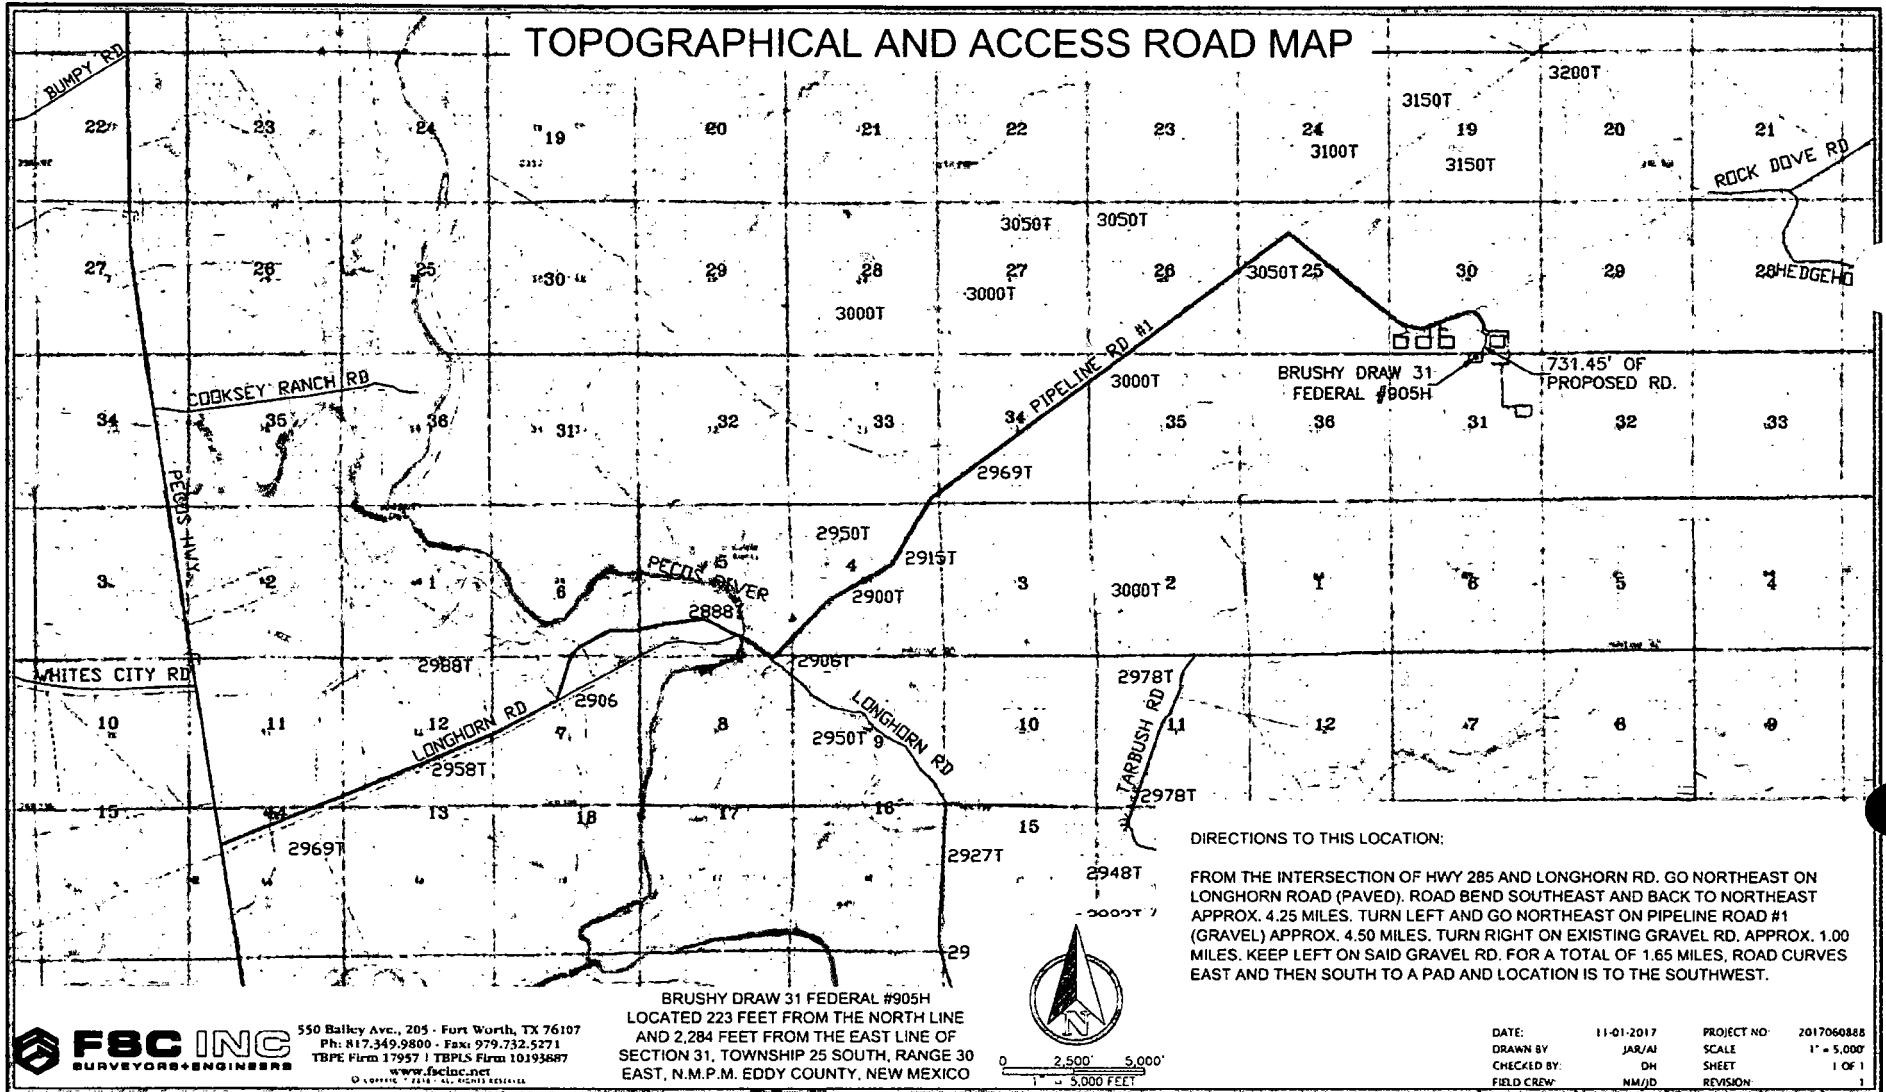 TOPOGRAPHICAL AND ACCESS ROAD MAP
BUMPY RD
3200T
3150T
22 23 24 19 20 21 22 23 24 19 20 21
3100T
3150T
ROCK DOVE RD
3050T 3050T
27 26 25 30 29 28 27 26 3050T 25 30 29 28 HEDGEHO
3000T
3000T
PIPELINE RD #1
COOKSEY RANCH RD
3000T
BRUSHY DRAW 31
FEDERAL #905H
731.45' OF
PROPOSED RD.
34 35 36 31 32 33 34 35 36 31 32 33
2969T
PECOS HWY
2950T
2915T
PECOS RIVER
3 2 1 6 5 4 3 2 1 6 5 4
2900T
3000T
2888
WHITES CITY RD
2988T
2906T
2978T
2906
LONGHORN RD
LONGHORN RD
TARBUSH RD
10 11 12 7 8 9 10 11 12 7 8 9
2950T
2958T
2978T
15 14 13 18 17 16 15
2969T
2927T
2948T
3000T
29
DIRECTIONS TO THIS LOCATION:
FROM THE INTERSECTION OF HWY 285 AND LONGHORN RD. GO NORTHEAST ON
LONGHORN ROAD (PAVED). ROAD BEND SOUTHEAST AND BACK TO NORTHEAST
APPROX. 4.25 MILES. TURN LEFT AND GO NORTHEAST ON PIPELINE ROAD #1
(GRAVEL) APPROX. 4.50 MILES. TURN RIGHT ON EXISTING GRAVEL RD. APPROX. 1.00
MILES. KEEP LEFT ON SAID GRAVEL RD. FOR A TOTAL OF 1.65 MILES, ROAD CURVES
EAST AND THEN SOUTH TO A PAD AND LOCATION IS TO THE SOUTHWEST.
N
FSC INC
SURVEYORS+ENGINEERS
550 Bailey Ave., 205 - Fort Worth, TX 76107
Ph: 817.349.9800 - Fax: 979.732.5271
TBPE Firm 17957 | TBPLS Firm 10193887
www.fscinc.net
BRUSHY DRAW 31 FEDERAL #905H
LOCATED 223 FEET FROM THE NORTH LINE
AND 2,284 FEET FROM THE EAST LINE OF
SECTION 31, TOWNSHIP 25 SOUTH, RANGE 30
EAST, N.M.P.M. EDDY COUNTY, NEW MEXICO
0 2,500' 5,000'
1" = 5,000 FEET
DATE: 11-01-2017 PROJECT NO: 2017060888
DRAWN BY JAR/AI SCALE 1" = 5,000'
CHECKED BY: DH SHEET 1 OF 1
FIELD CREW: NM/JD REVISION: 1